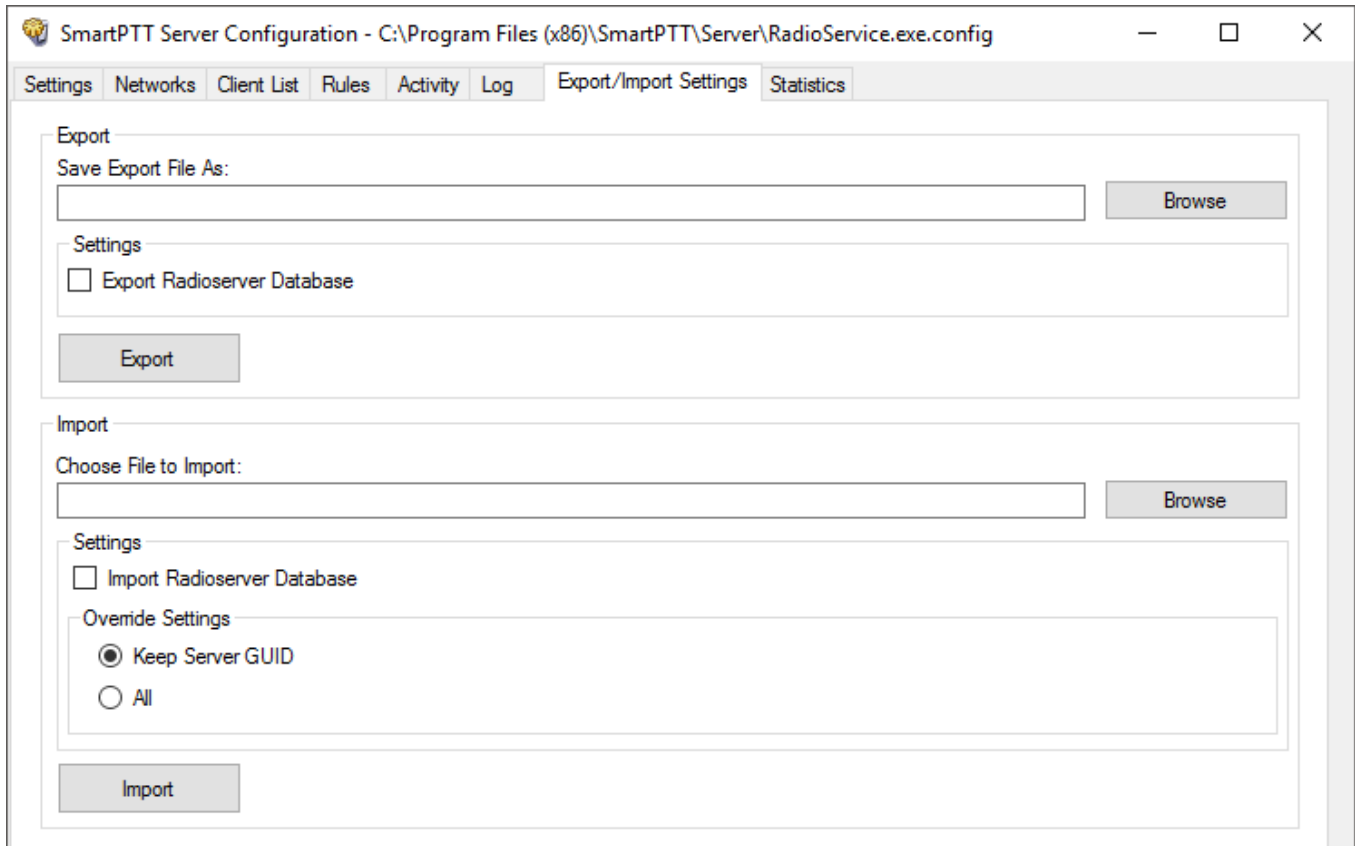 SmartPTT Server Configuration - C:\Program Files (x86)\SmartPTT\Server\RadioService.exe.config
Settings Networks Client List Rules Activity Log Export/Import Settings Statistics
Export
Save Export File As:
Browse
Settings
Export Radioserver Database
Export
Import
Choose File to Import:
Browse
Settings
Import Radioserver Database
Override Settings
Keep Server GUID
All
Import